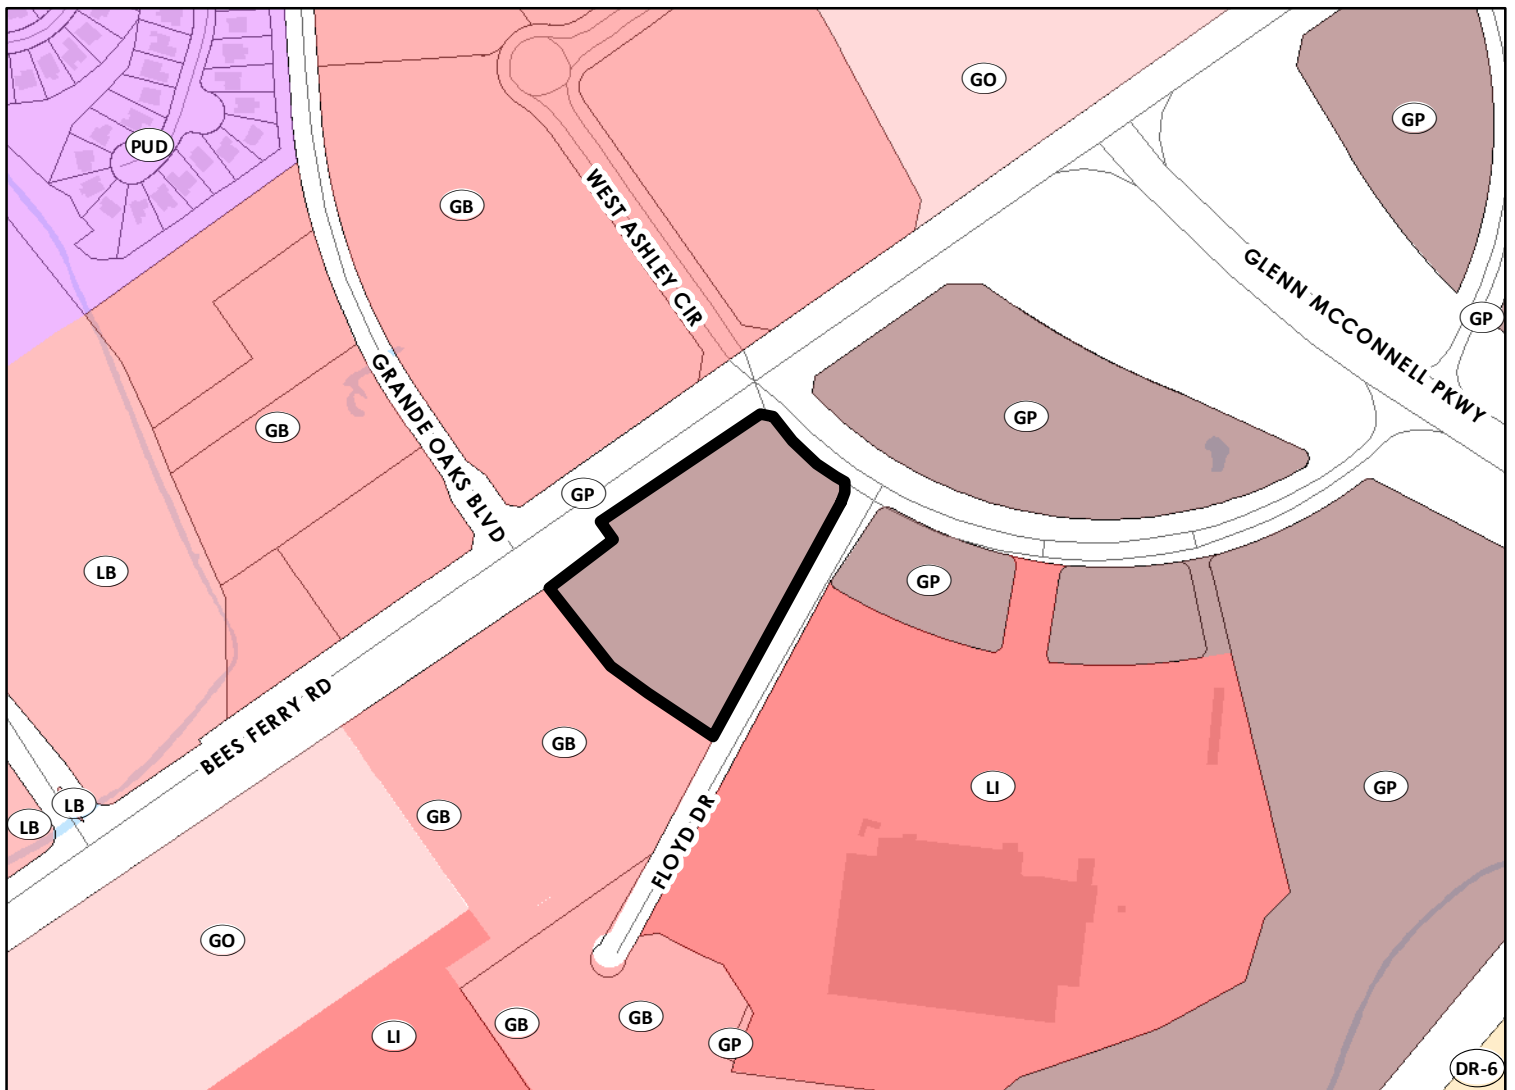 GO
GP
PUD
GB
WEST ASHLEY CIR
GLENN MCCONNELL PKWY
GP
GRANDE OAKS BLVD
GP
GB
GP
LB
GP
BEES FERRY RD
GB
LI
GP
LB
GB
LB
FLOYD DR
GO
GB
GB
LI
GP
DR-6